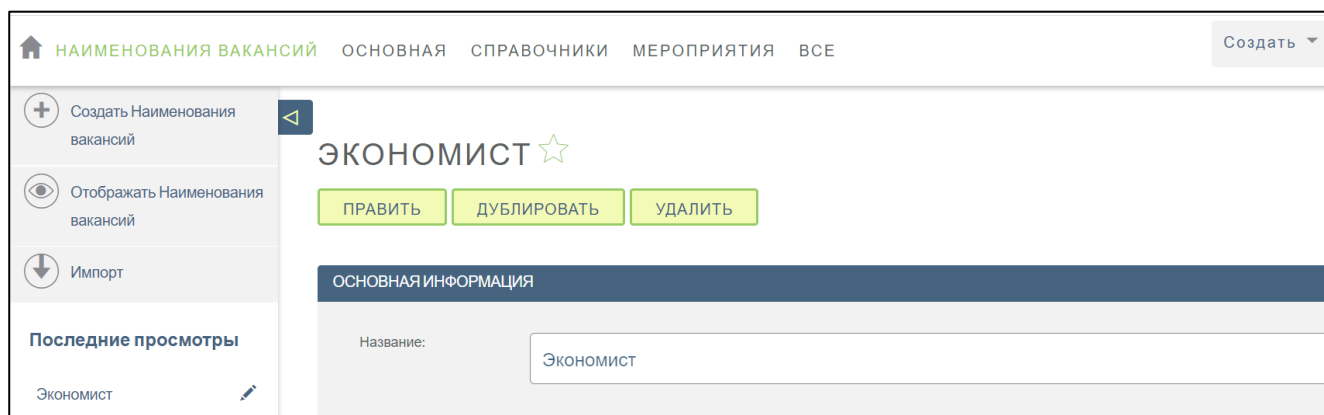 НАИМЕНОВАНИЯ ВАКАНСИЙ ОСНОВНАЯ СПРАВОЧНИКИ МЕРОПРИЯТИЯ ВСЕ Создать
Создать Наименования
вакансий
Отображать Наименования
вакансий
Импорт
Последние просмотры
Экономист
ЭКОНОМИСТ
ПРАВИТЬ ДУБЛИРОВАТЬ УДАЛИТЬ
ОСНОВНАЯ ИНФОРМАЦИЯ
Название: Экономист